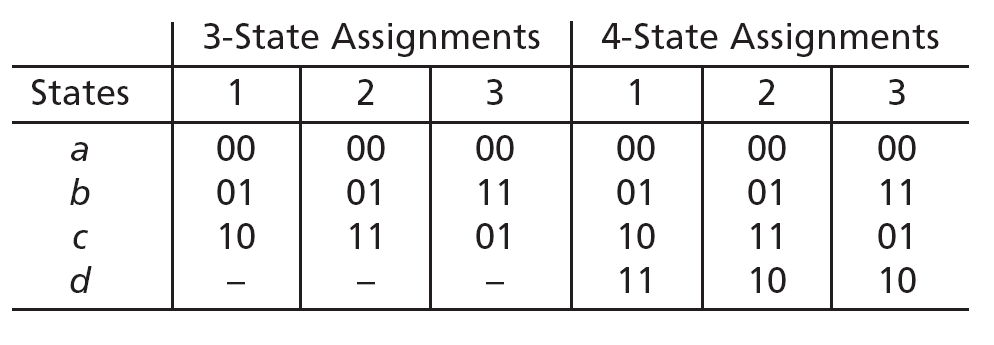 3-State Assignments 4-State Assignments
States 1 2 3 1 2 3
a 00 00 00 00 00 00
b 01 01 11 01 01 11
c 10 11 01 10 11 01
d – – – 11 10 10